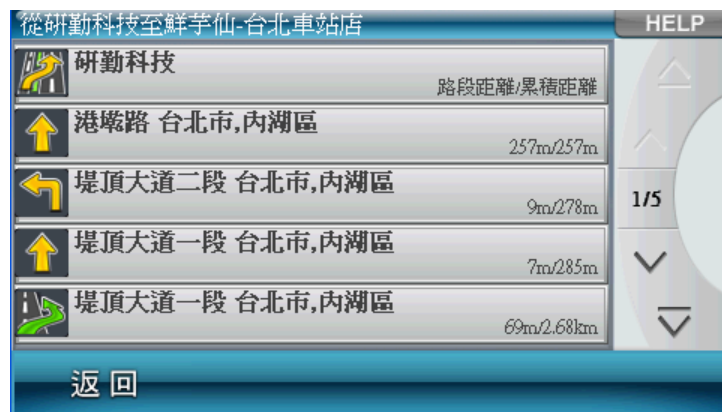 從研勤科技至鮮芋仙-台北車站店
HELP
研勤科技
路段距離/累積距離
港墘路 台北市,內湖區
257m/257m
堤頂大道二段 台北市,內湖區
9m/278m
1/5
堤頂大道一段 台北市,內湖區
7m/285m
堤頂大道一段 台北市,內湖區
69m/2.68km
返回